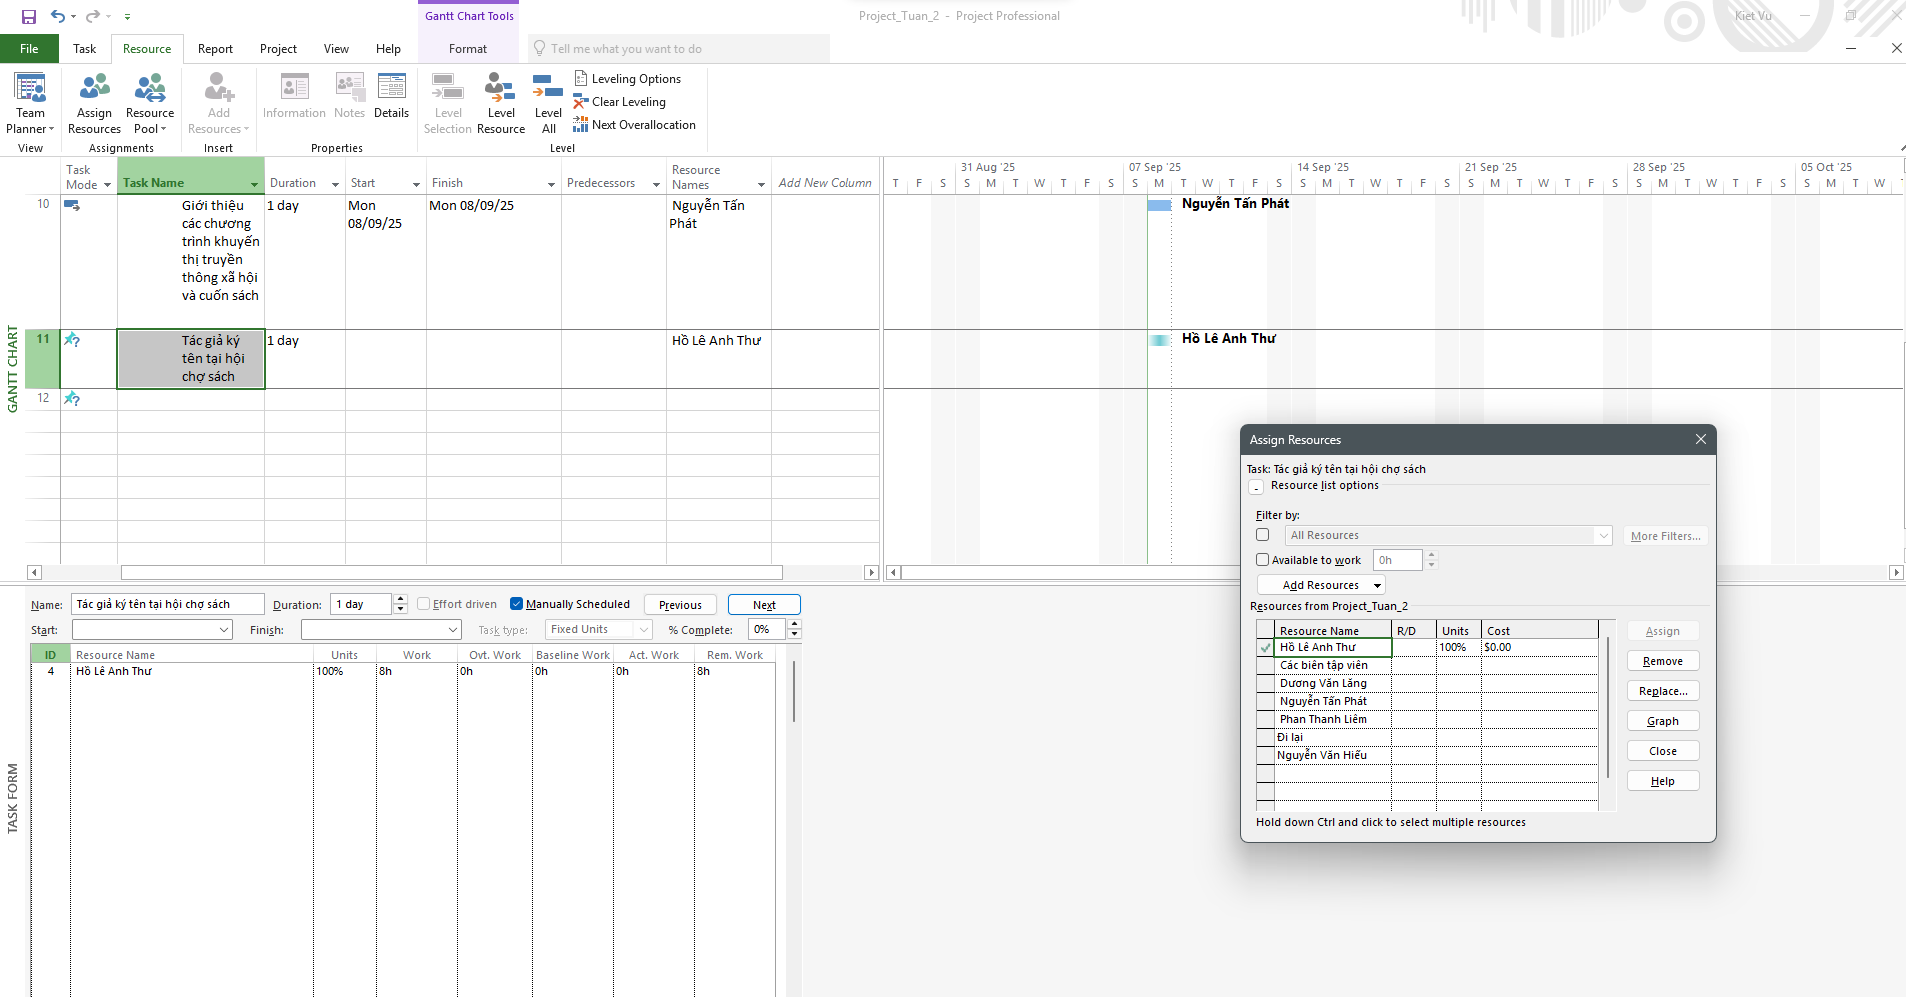 Gantt Chart Tools
Project_Tuan_2 - Project Professional
Kiet Vu
File Task Resource Report Project View Help Format Tell me what you want to do
Team Planner
Assign Resources
Resource Pool
Add Resources
Information
Notes
Details
Level Selection
Level Resource
Level All
Leveling Options
Clear Leveling
Next Overallocation
View
Assignments
Insert
Properties
Level
Task Mode
Task Name
Duration
Start
Finish
Predecessors
Resource Names
Add New Column
31 Aug '25 07 Sep '25 14 Sep '25 21 Sep '25 28 Sep '25 05 Oct '25
T F S S M T W T F S S M T W T F S S M T W T F S S M T W T F S S M T W T F S S M T W
GANTT CHART
10
Giới thiệu
các chương
trình khuyến
thị truyền
thông xã hội
và cuốn sách
1 day
Mon
08/09/25
Mon 08/09/25
Nguyễn Tấn
Phát
Nguyễn Tấn Phát
11
Tác giả ký
tên tại hội
chợ sách
1 day
Hồ Lê Anh Thư
Hồ Lê Anh Thư
12
TASK FORM
Name: Tác giả ký tên tại hội chợ sách Duration: 1 day Effort driven Manually Scheduled Previous Next
Start: Finish: Task type: Fixed Units % Complete: 0%
ID Resource Name Units Work Ovt. Work Baseline Work Act. Work Rem. Work
4 Hồ Lê Anh Thư 100% 8h 0h 0h 0h 8h
Assign Resources
Task: Tác giả ký tên tại hội chợ sách
- Resource list options
Filter by:
All Resources More Filters...
Available to work 0h
Add Resources
Resources from Project_Tuan_2
Resource Name R/D Units Cost
Hồ Lê Anh Thư 100% $0.00
Các biên tập viên
Dương Văn Lăng
Nguyễn Tấn Phát
Phan Thanh Liêm
Đi lại
Nguyễn Văn Hiếu
Assign
Remove
Replace...
Graph
Close
Help
Hold down Ctrl and click to select multiple resources